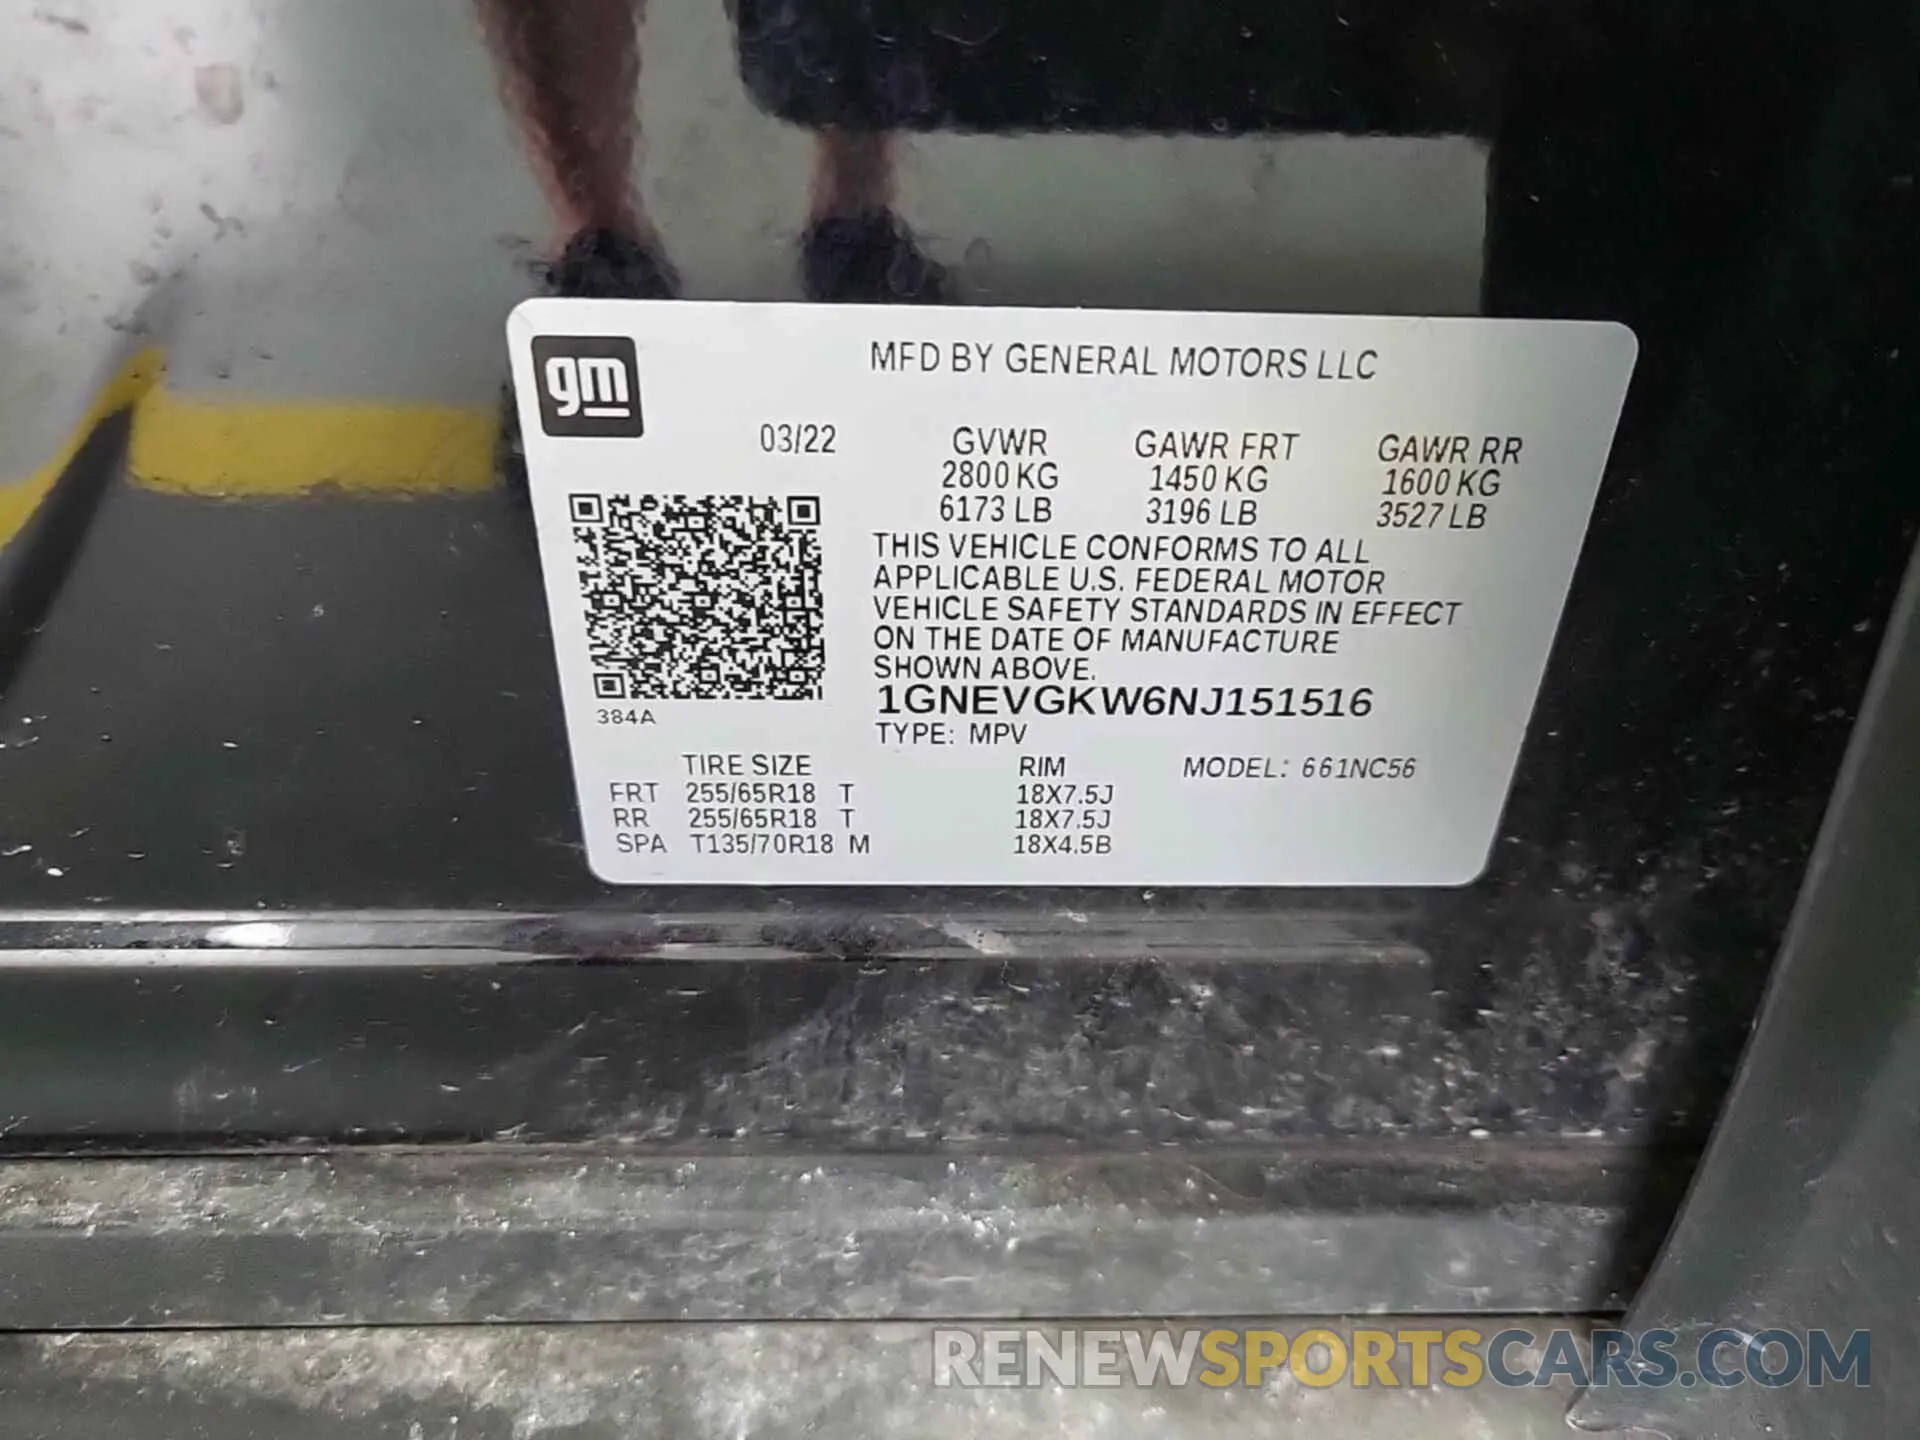 gm
MFD BY GENERAL MOTORS LLC
03/22 GVWR GAWR FRT GAWR RR
2800 KG 1450 KG 1600 KG
6173 LB 3196 LB 3527 LB
THIS VEHICLE CONFORMS TO ALL
APPLICABLE U.S. FEDERAL MOTOR
VEHICLE SAFETY STANDARDS IN EFFECT
ON THE DATE OF MANUFACTURE
SHOWN ABOVE.
1GNEVGKW6NJ151516
384A
TYPE: MPV
TIRE SIZE RIM MODEL: 661NC56
FRT 255/65R18 T 18X7.5J
RR 255/65R18 T 18X7.5J
SPA T135/70R18 M 18X4.5B
RENEWSPORTSCARS.COM